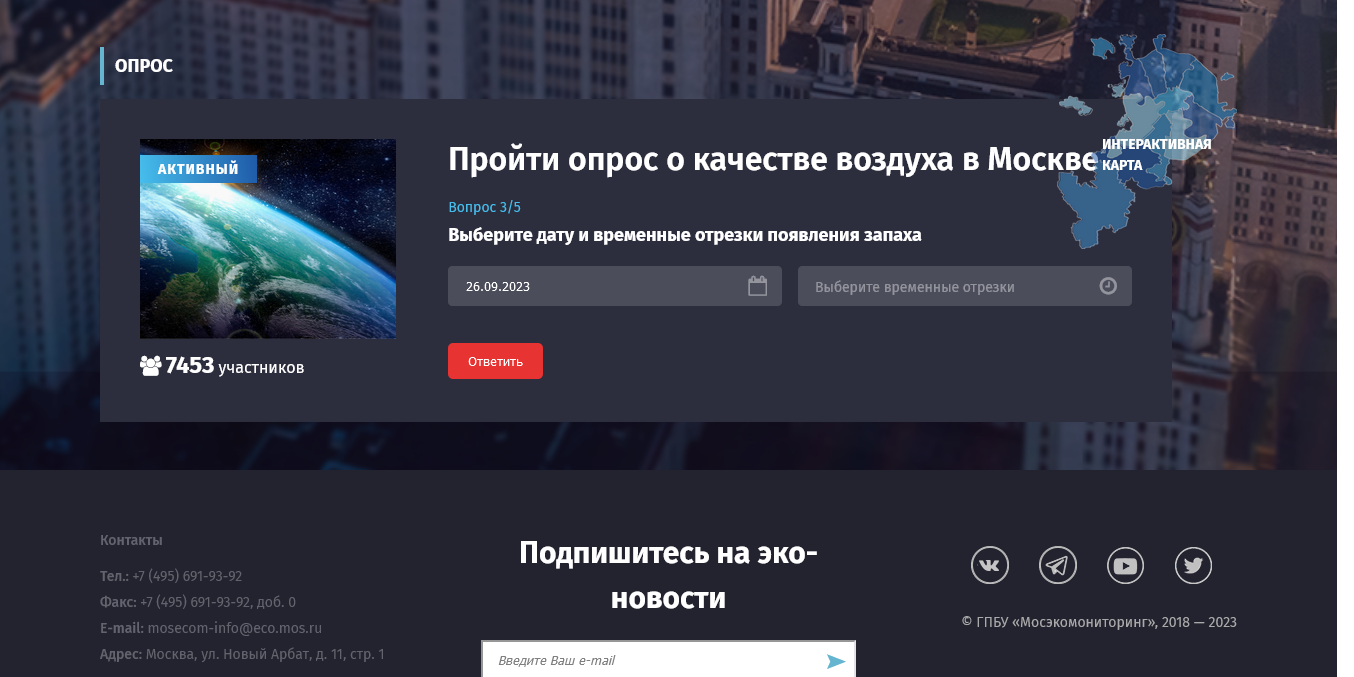 ОПРОС
АКТИВНЫЙ
7453 участников
Пройти опрос о качестве воздуха в Москве
Вопрос 3/5
Выберите дату и временные отрезки появления запаха
26.09.2023
Выберите временные отрезки
Ответить
ИНТЕРАКТИВНАЯ
КАРТА
Контакты
Тел.: +7 (495) 691-93-92
Факс: +7 (495) 691-93-92, доб. 0
E-mail: mosecom-info@eco.mos.ru
Адрес: Москва, ул. Новый Арбат, д. 11, стр. 1
Подпишитесь на эко-
новости
Введите Ваш e-mail
© ГПБУ «Мосэкомониторинг», 2018 — 2023